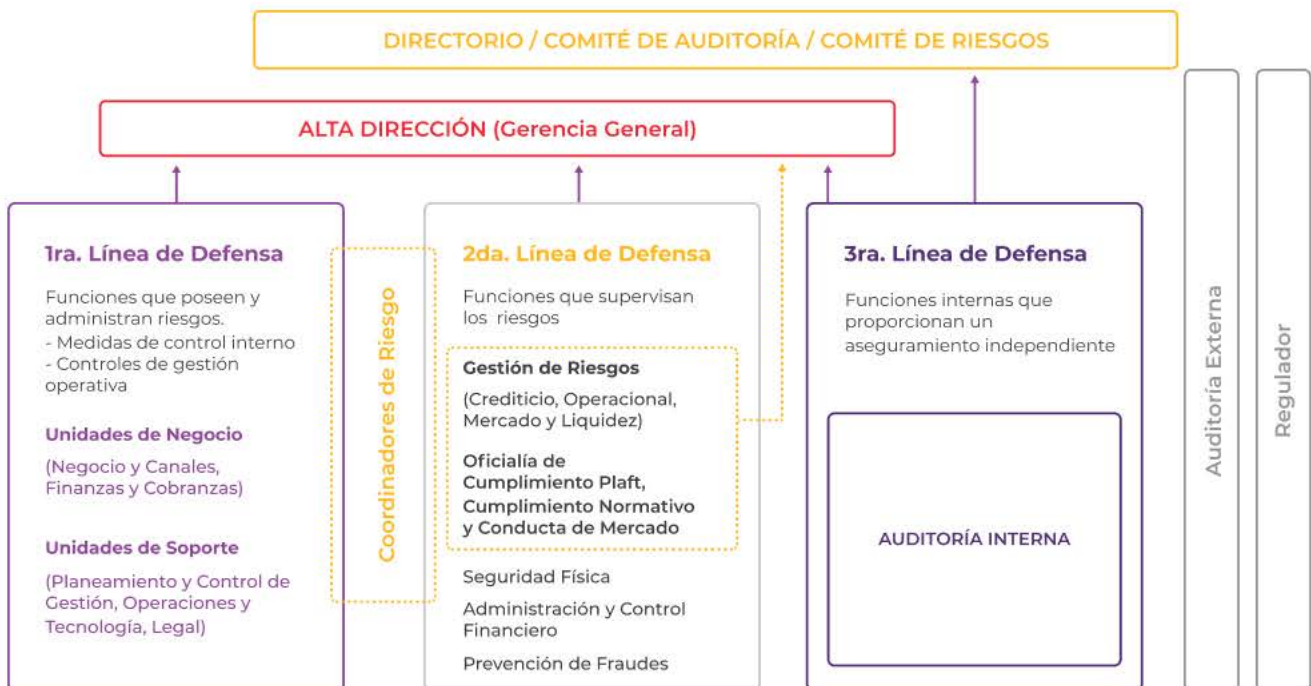 DIRECTORIO / COMITÉ DE AUDITORÍA / COMITÉ DE RIESGOS
ALTA DIRECCIÓN (Gerencia General)
1ra. Línea de Defensa
Funciones que poseen y
administran riesgos.
- Medidas de control interno
- Controles de gestión
operativa
Unidades de Negocio
(Negocio y Canales,
Finanzas y Cobranzas)
Unidades de Soporte
(Planeamiento y Control de
Gestión, Operaciones y
Tecnología, Legal)
Coordinadores de Riesgo
2da. Línea de Defensa
Funciones que supervisan
los riesgos
Gestión de Riesgos
(Crediticio, Operacional,
Mercado y Liquidez)
Oficialía de
Cumplimiento Plaft,
Cumplimiento Normativo
y Conducta de Mercado
Seguridad Física
Administración y Control
Financiero
Prevención de Fraudes
3ra. Línea de Defensa
Funciones internas que
proporcionan un
aseguramiento independiente
AUDITORÍA INTERNA
Auditoría Externa
Regulador